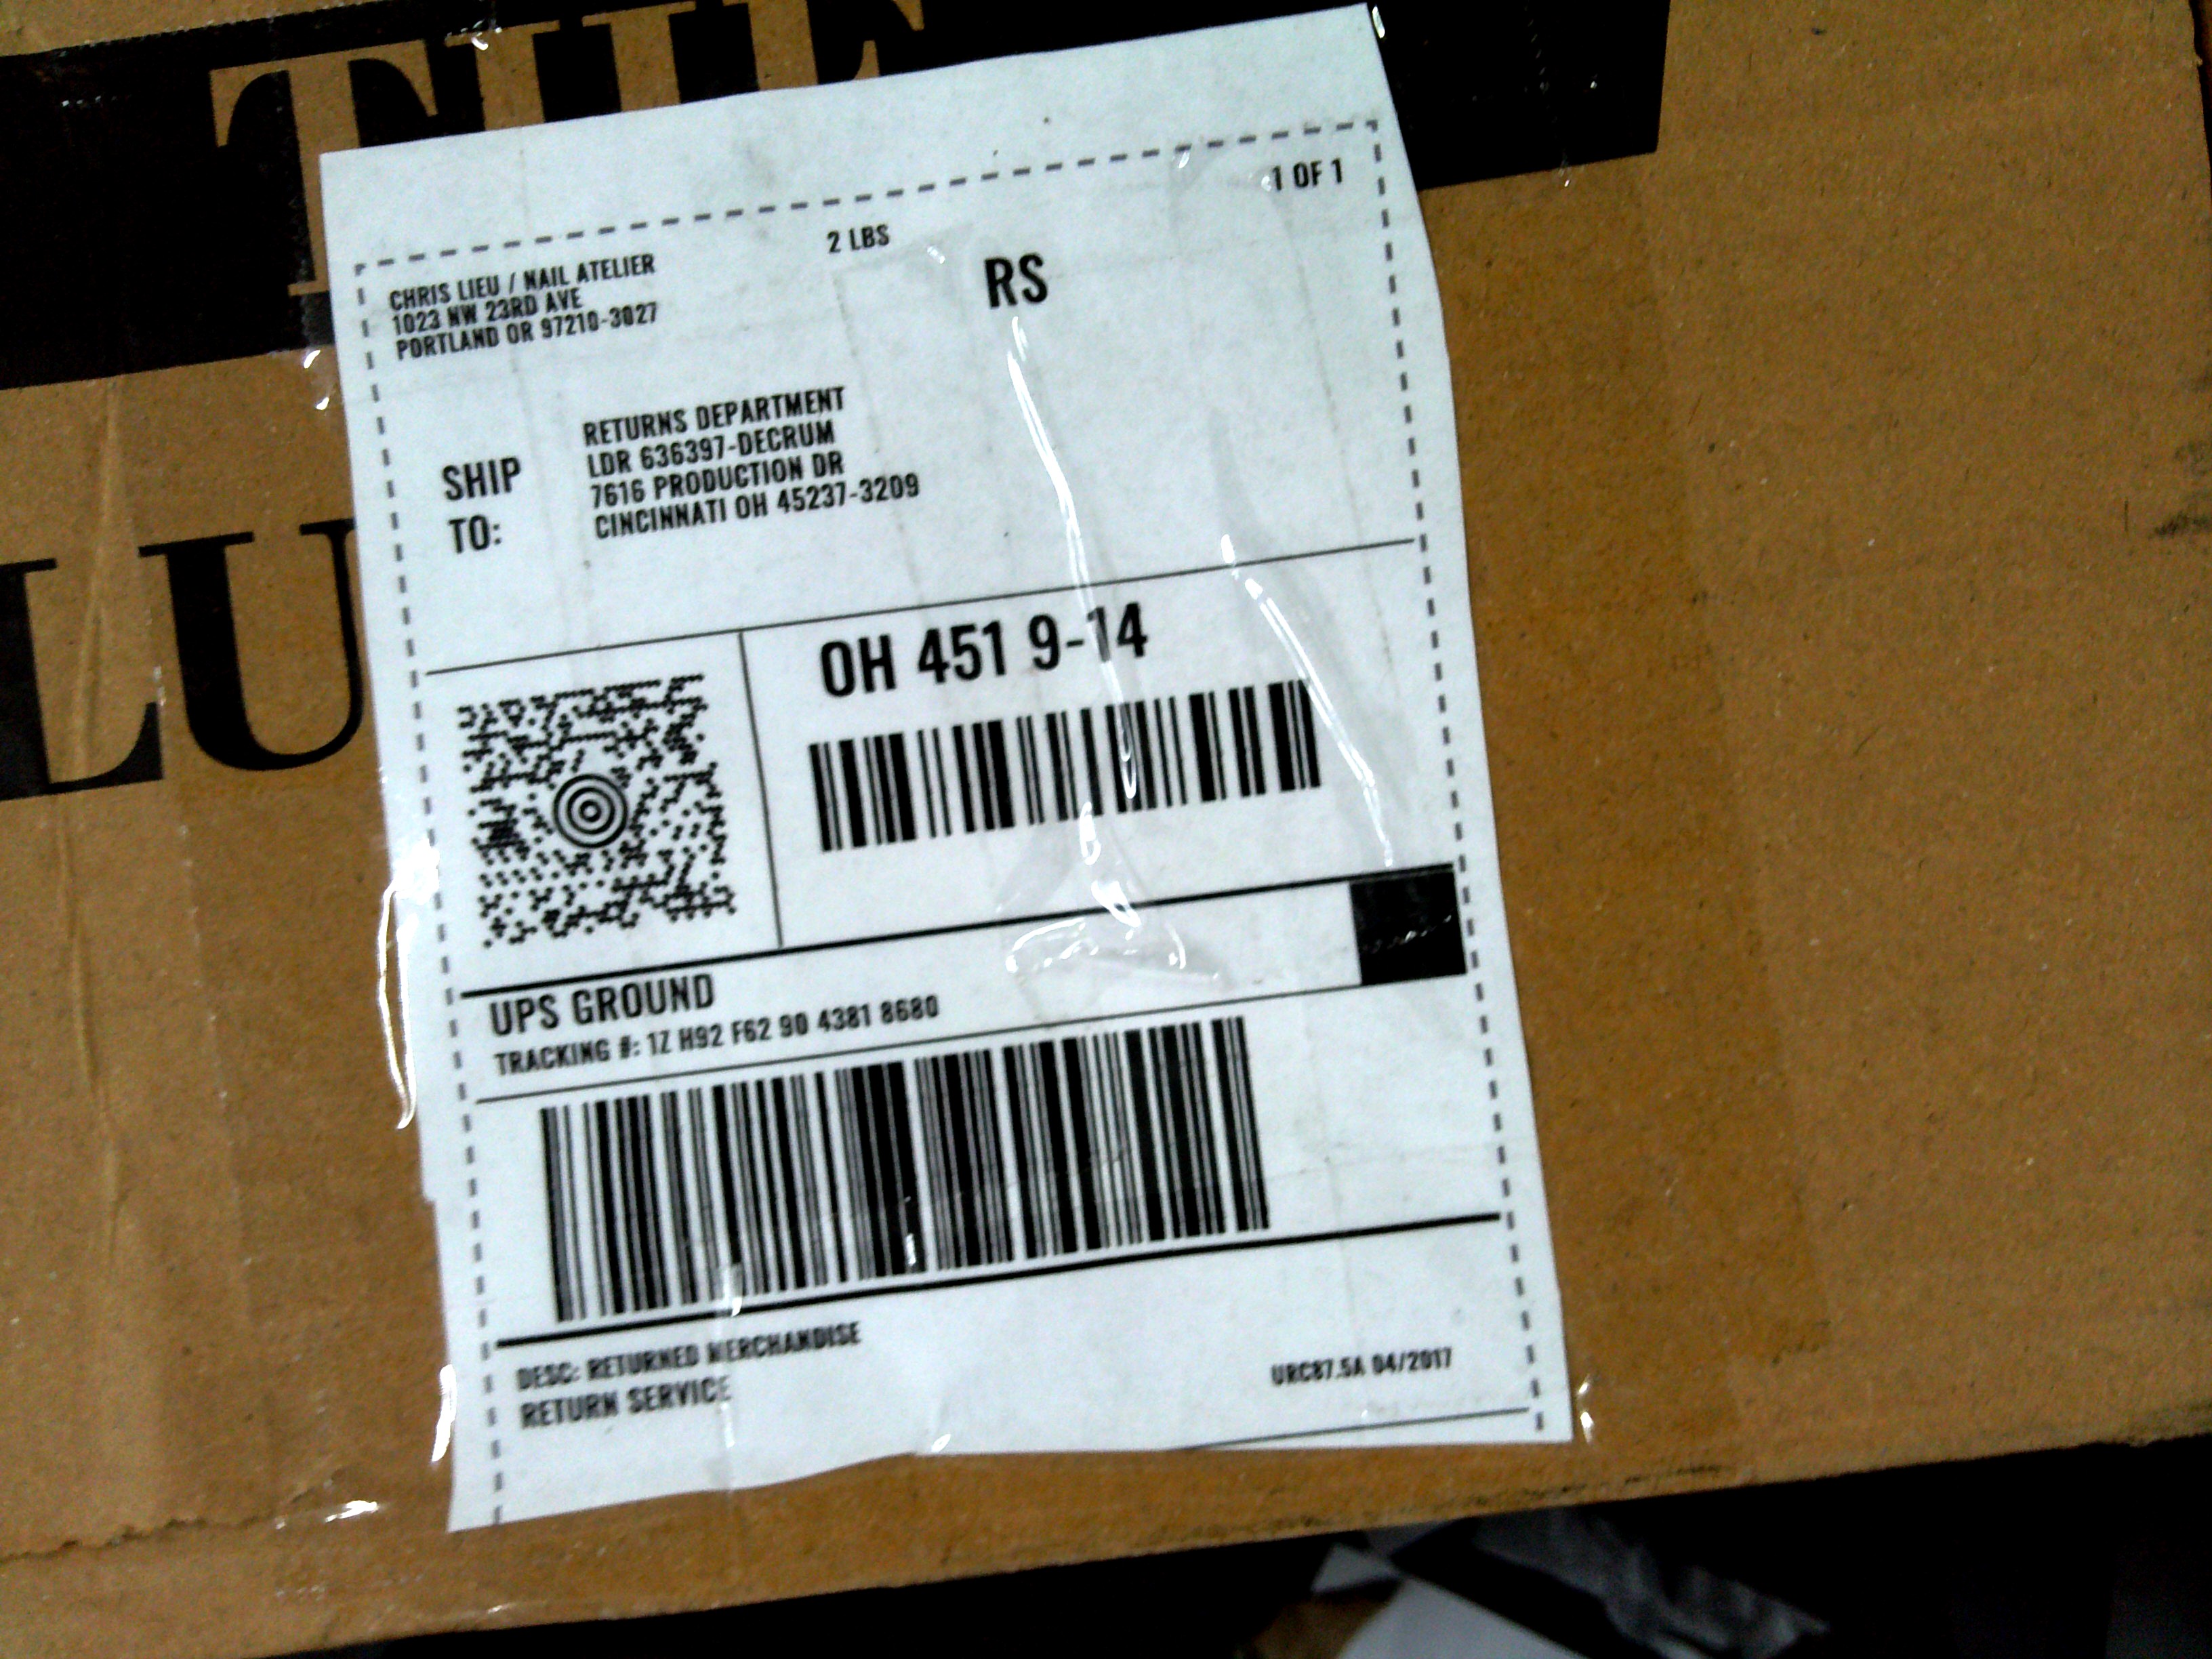 THE
LU
1 OF 1
2 LBS
RS
CHRIS LIEU / NAIL ATELIER
1023 NW 23RD AVE
PORTLAND OR 97210-3027
SHIP
TO:
RETURNS DEPARTMENT
LDR 636397-DECRUM
7616 PRODUCTION DR
CINCINNATI OH 45237-3209
OH 451 9-14
UPS GROUND
TRACKING #: 1Z H92 F62 90 4381 8680
DESC: RETURNED MERCHANDISE
RETURN SERVICE
URC87.5A 04/2017